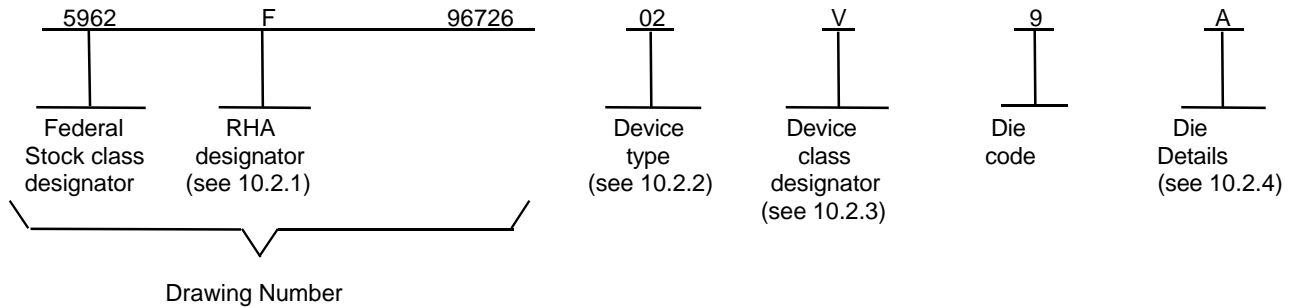 5962 F 96726 02 V 9 A
Federal Stock class designator
RHA designator (see 10.2.1)
Device type (see 10.2.2)
Device class designator (see 10.2.3)
Die code
Die Details (see 10.2.4)
Drawing Number